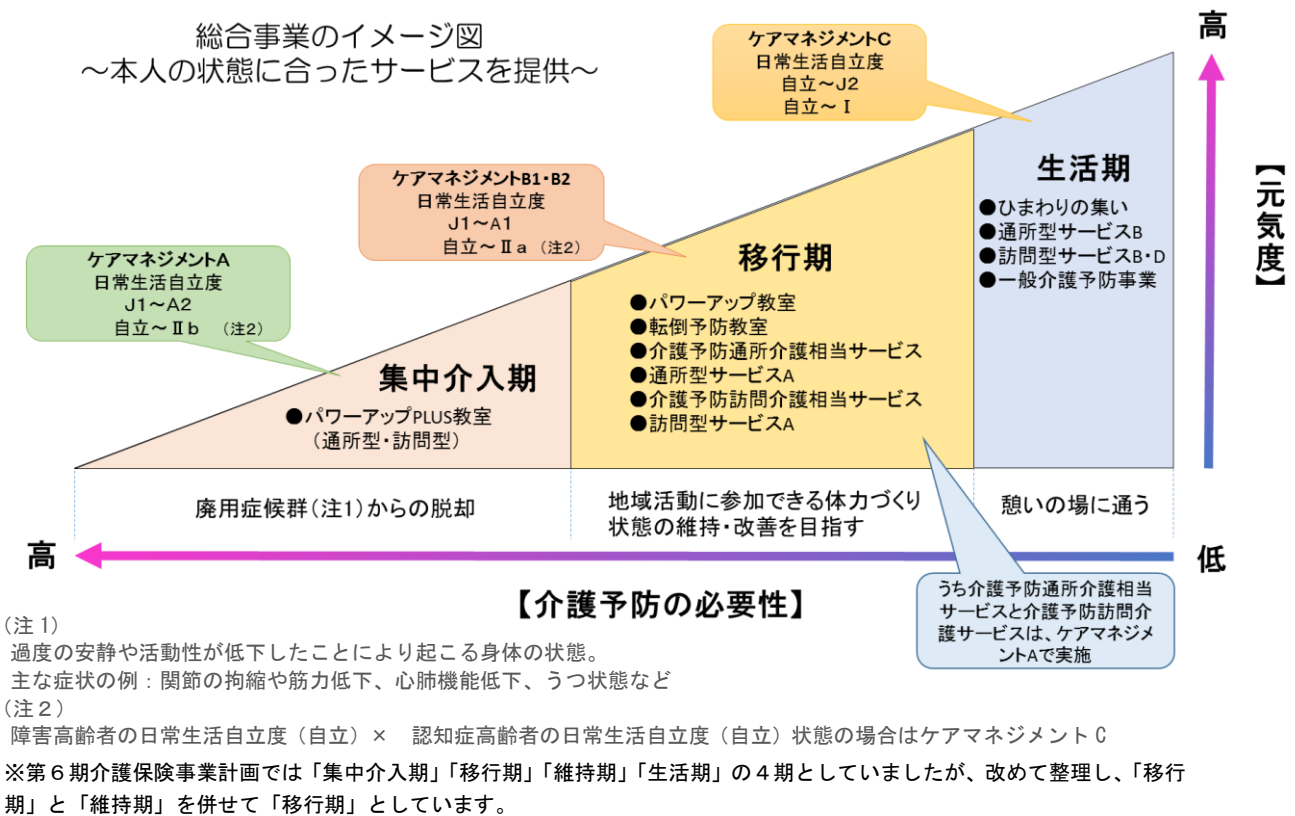 総合事業のイメージ図
～本人の状態に合ったサービスを提供～
高
【元気度】
ケアマネジメントC
日常生活自立度
自立～J2
自立～Ⅰ
ケアマネジメントB1・B2
日常生活自立度
J1～A1
自立～Ⅱa （注2）
ケアマネジメントA
日常生活自立度
J1～A2
自立～Ⅱb （注2）
集中介入期
●パワーアップPLUS教室
（通所型・訪問型）
移行期
●パワーアップ教室
●転倒予防教室
●介護予防通所介護相当サービス
●通所型サービスA
●介護予防訪問介護相当サービス
●訪問型サービスA
生活期
●ひまわりの集い
●通所型サービスB
●訪問型サービスB・D
●一般介護予防事業
廃用症候群（注1）からの脱却
地域活動に参加できる体力づくり
状態の維持・改善を目指す
憩いの場に通う
高
低
【介護予防の必要性】
うち介護予防通所介護相当
サービスと介護予防訪問介
護サービスは、ケアマネジメ
ントAで実施
（注1）
過度の安静や活動性が低下したことにより起こる身体の状態。
主な症状の例：関節の拘縮や筋力低下、心肺機能低下、うつ状態など
（注２）
障害高齢者の日常生活自立度（自立）× 認知症高齢者の日常生活自立度（自立）状態の場合はケアマネジメントC
※第６期介護保険事業計画では「集中介入期」「移行期」「維持期」「生活期」の４期としていましたが、改めて整理し、「移行
期」と「維持期」を併せて「移行期」としています。